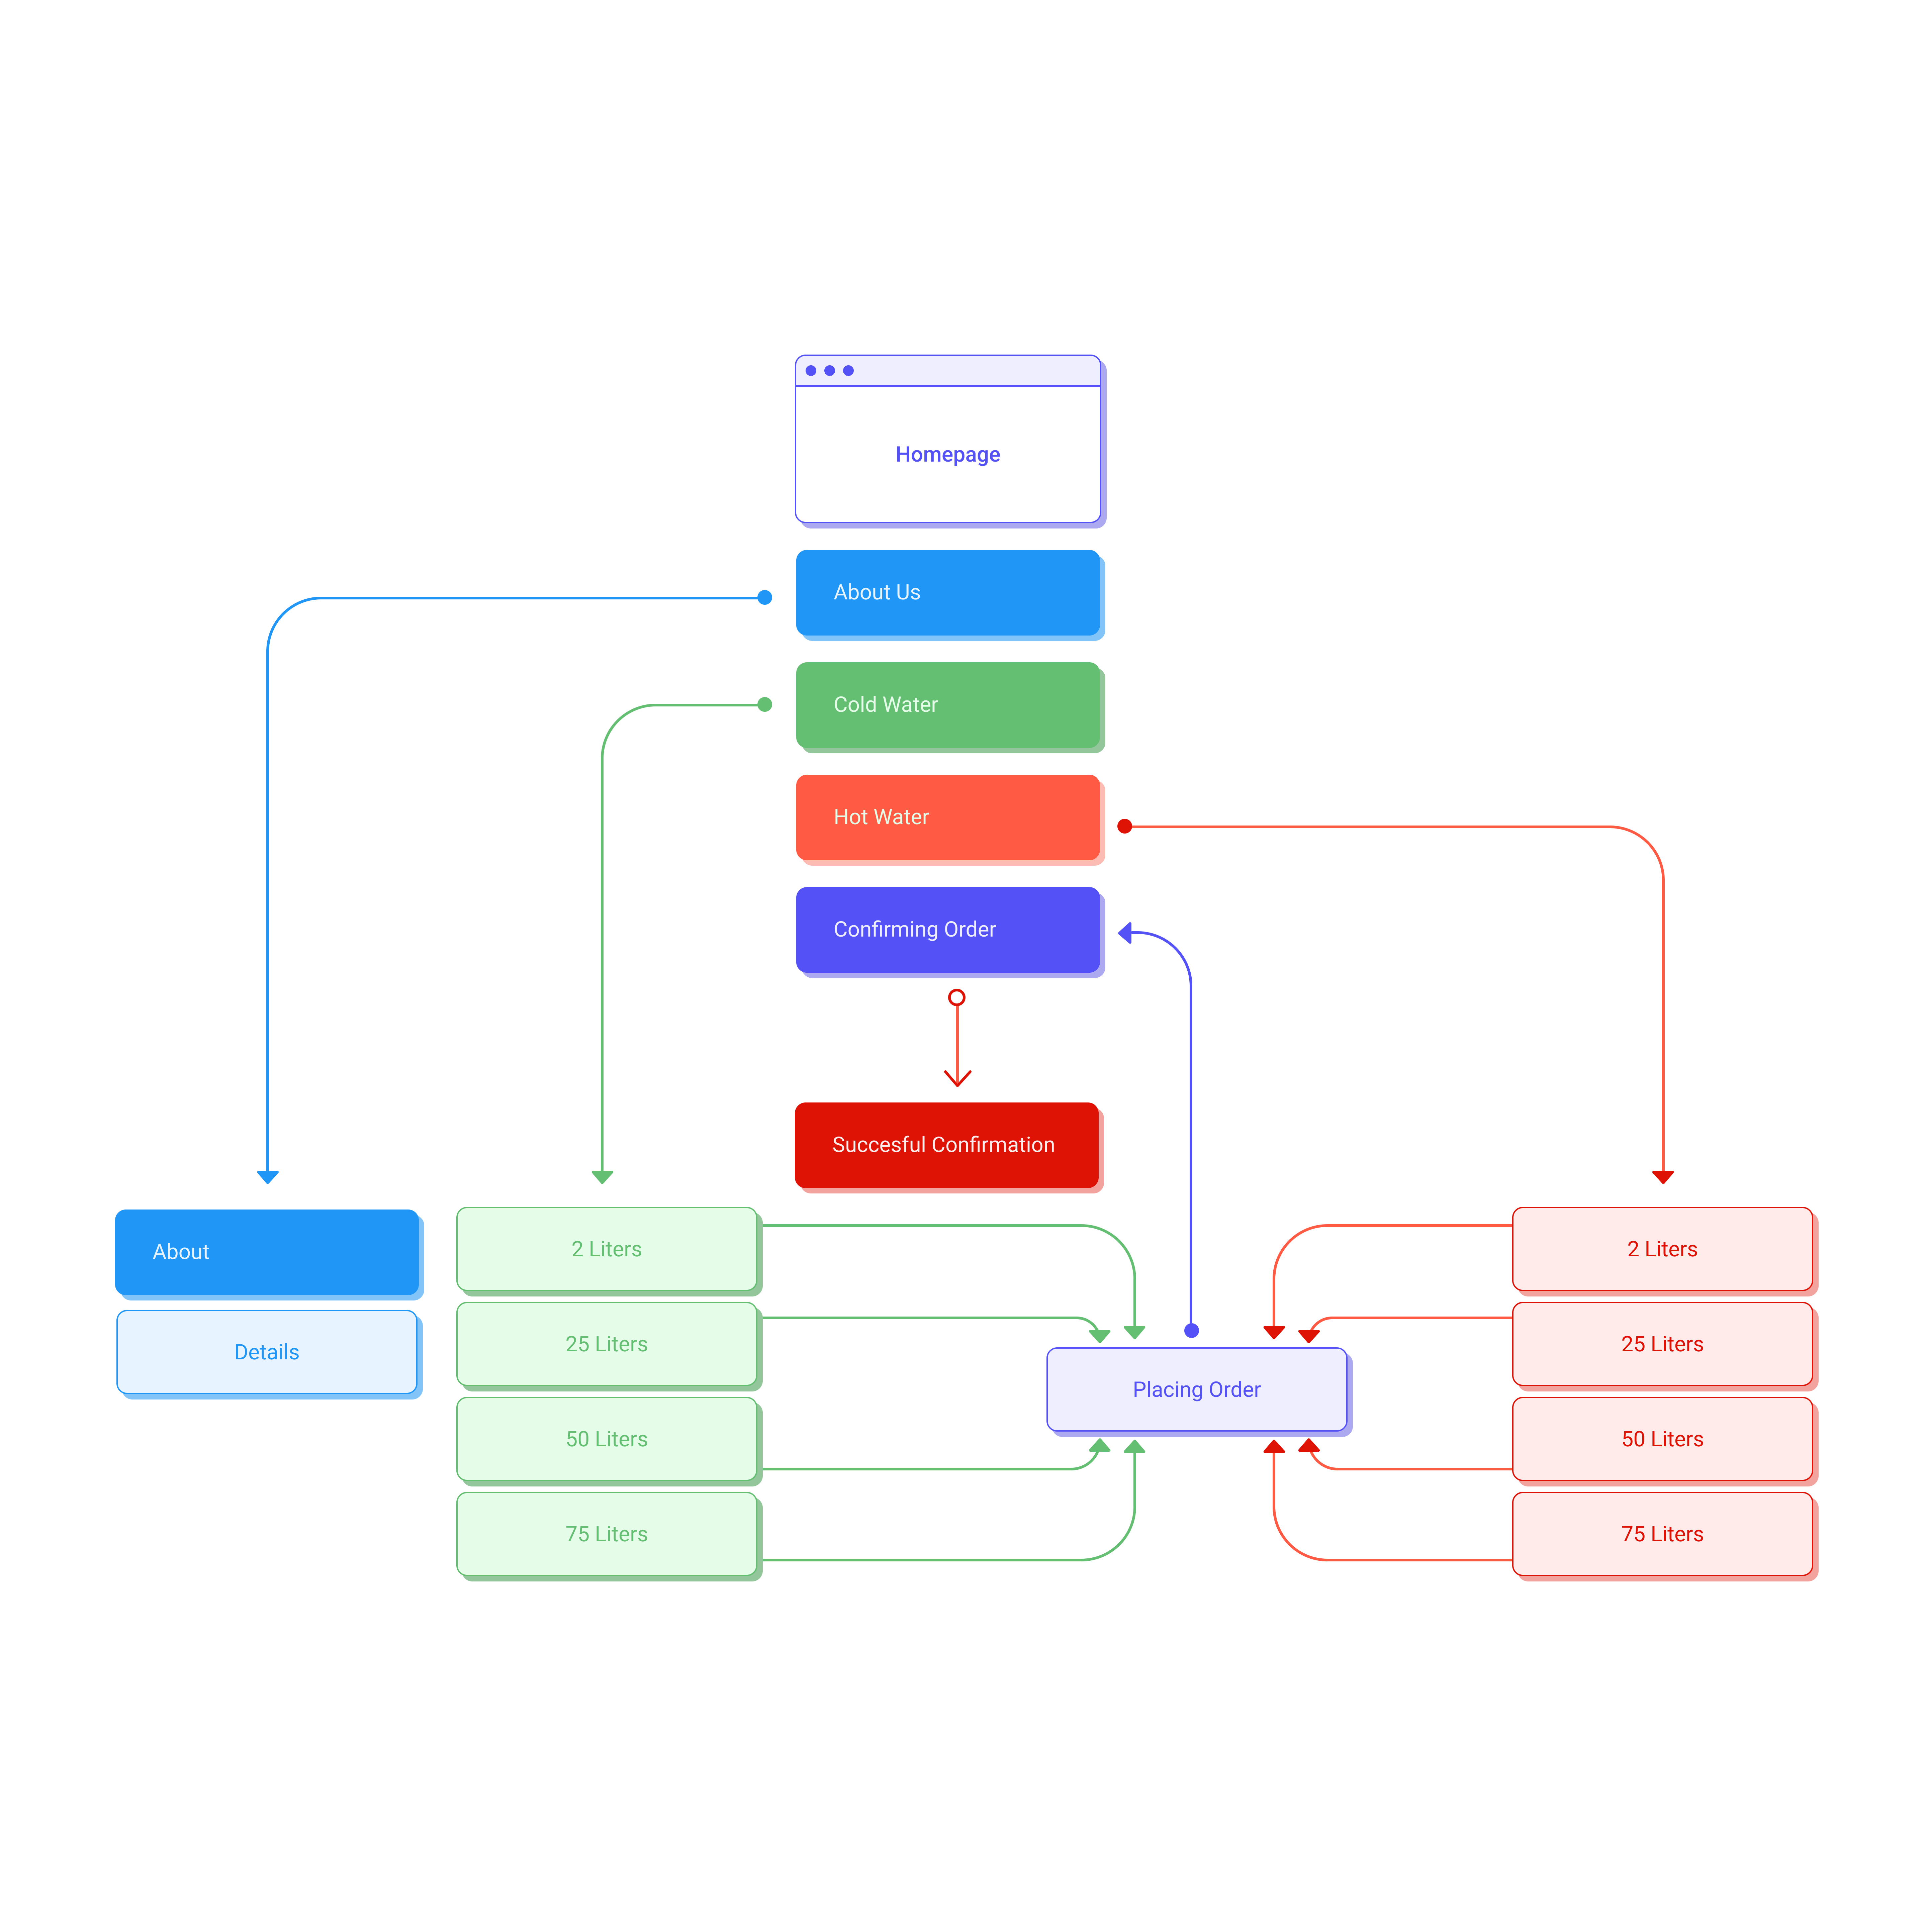 Homepage
About Us
Cold Water
Hot Water
Confirming Order
Succesful Confirmation
About
Details
2 Liters
25 Liters
50 Liters
75 Liters
Placing Order
2 Liters
25 Liters
50 Liters
75 Liters